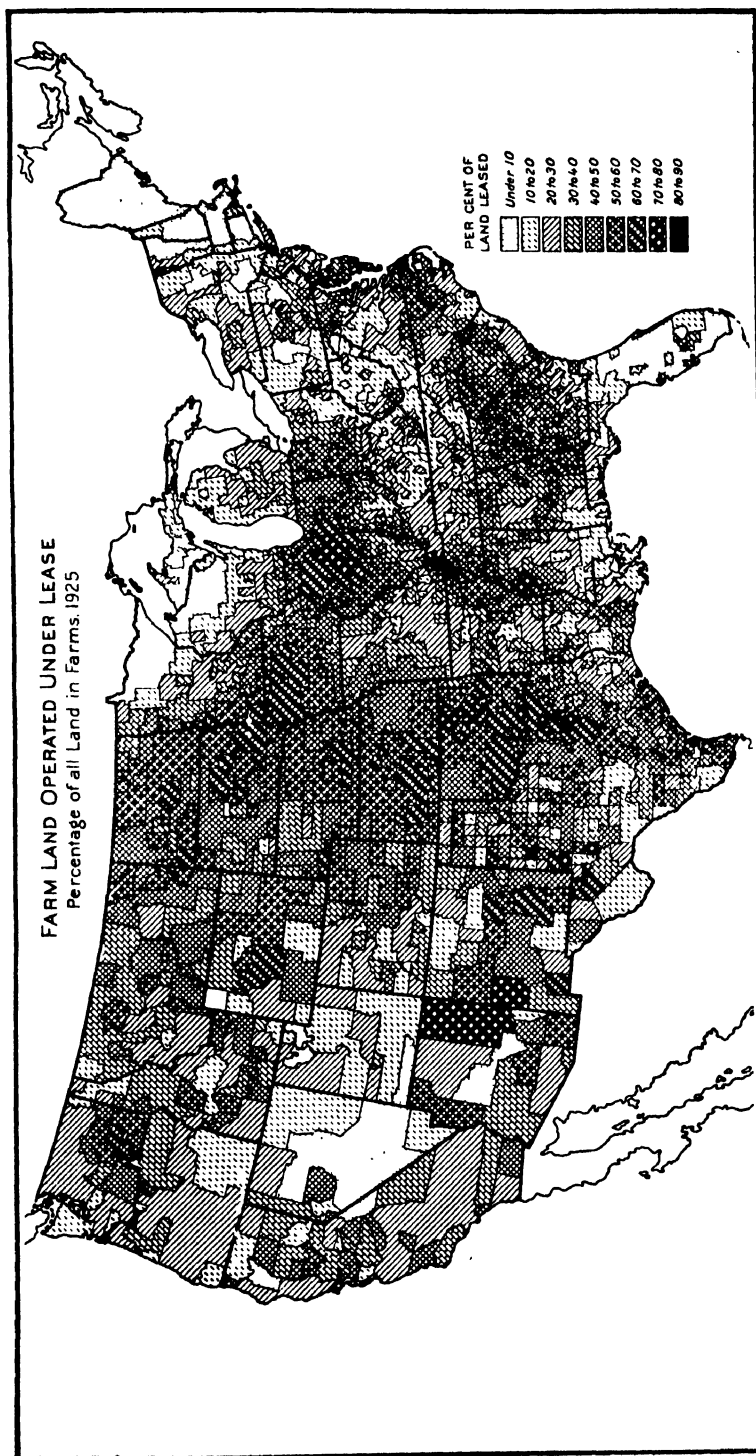 FARM LAND OPERATED UNDER LEASE
Percentage of all Land in Farms. 1925
PER CENT OF
LAND LEASED
Under 10
10 to 20
20 to 30
30 to 40
40 to 50
50 to 60
60 to 70
70 to 80
80 to 90